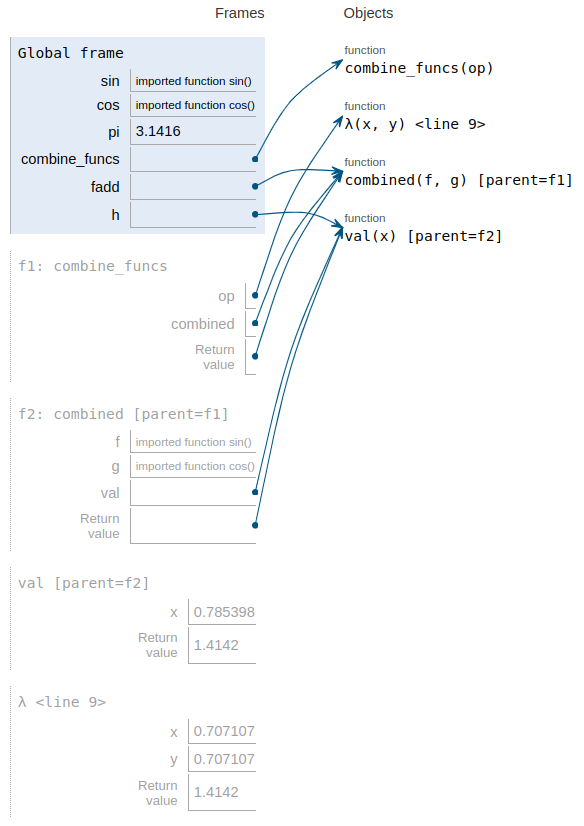 Frames Objects
Global frame
sin imported function sin()
cos imported function cos()
pi 3.1416
combine_funcs
fadd
h
function
combine_funcs(op)
function
λ(x, y) <line 9>
function
combined(f, g) [parent=f1]
function
val(x) [parent=f2]
f1: combine_funcs
op
combined
Return
value
f2: combined [parent=f1]
f imported function sin()
g imported function cos()
val
Return
value
val [parent=f2]
x 0.785398
Return
value 1.4142
λ <line 9>
x 0.707107
y 0.707107
Return
value 1.4142